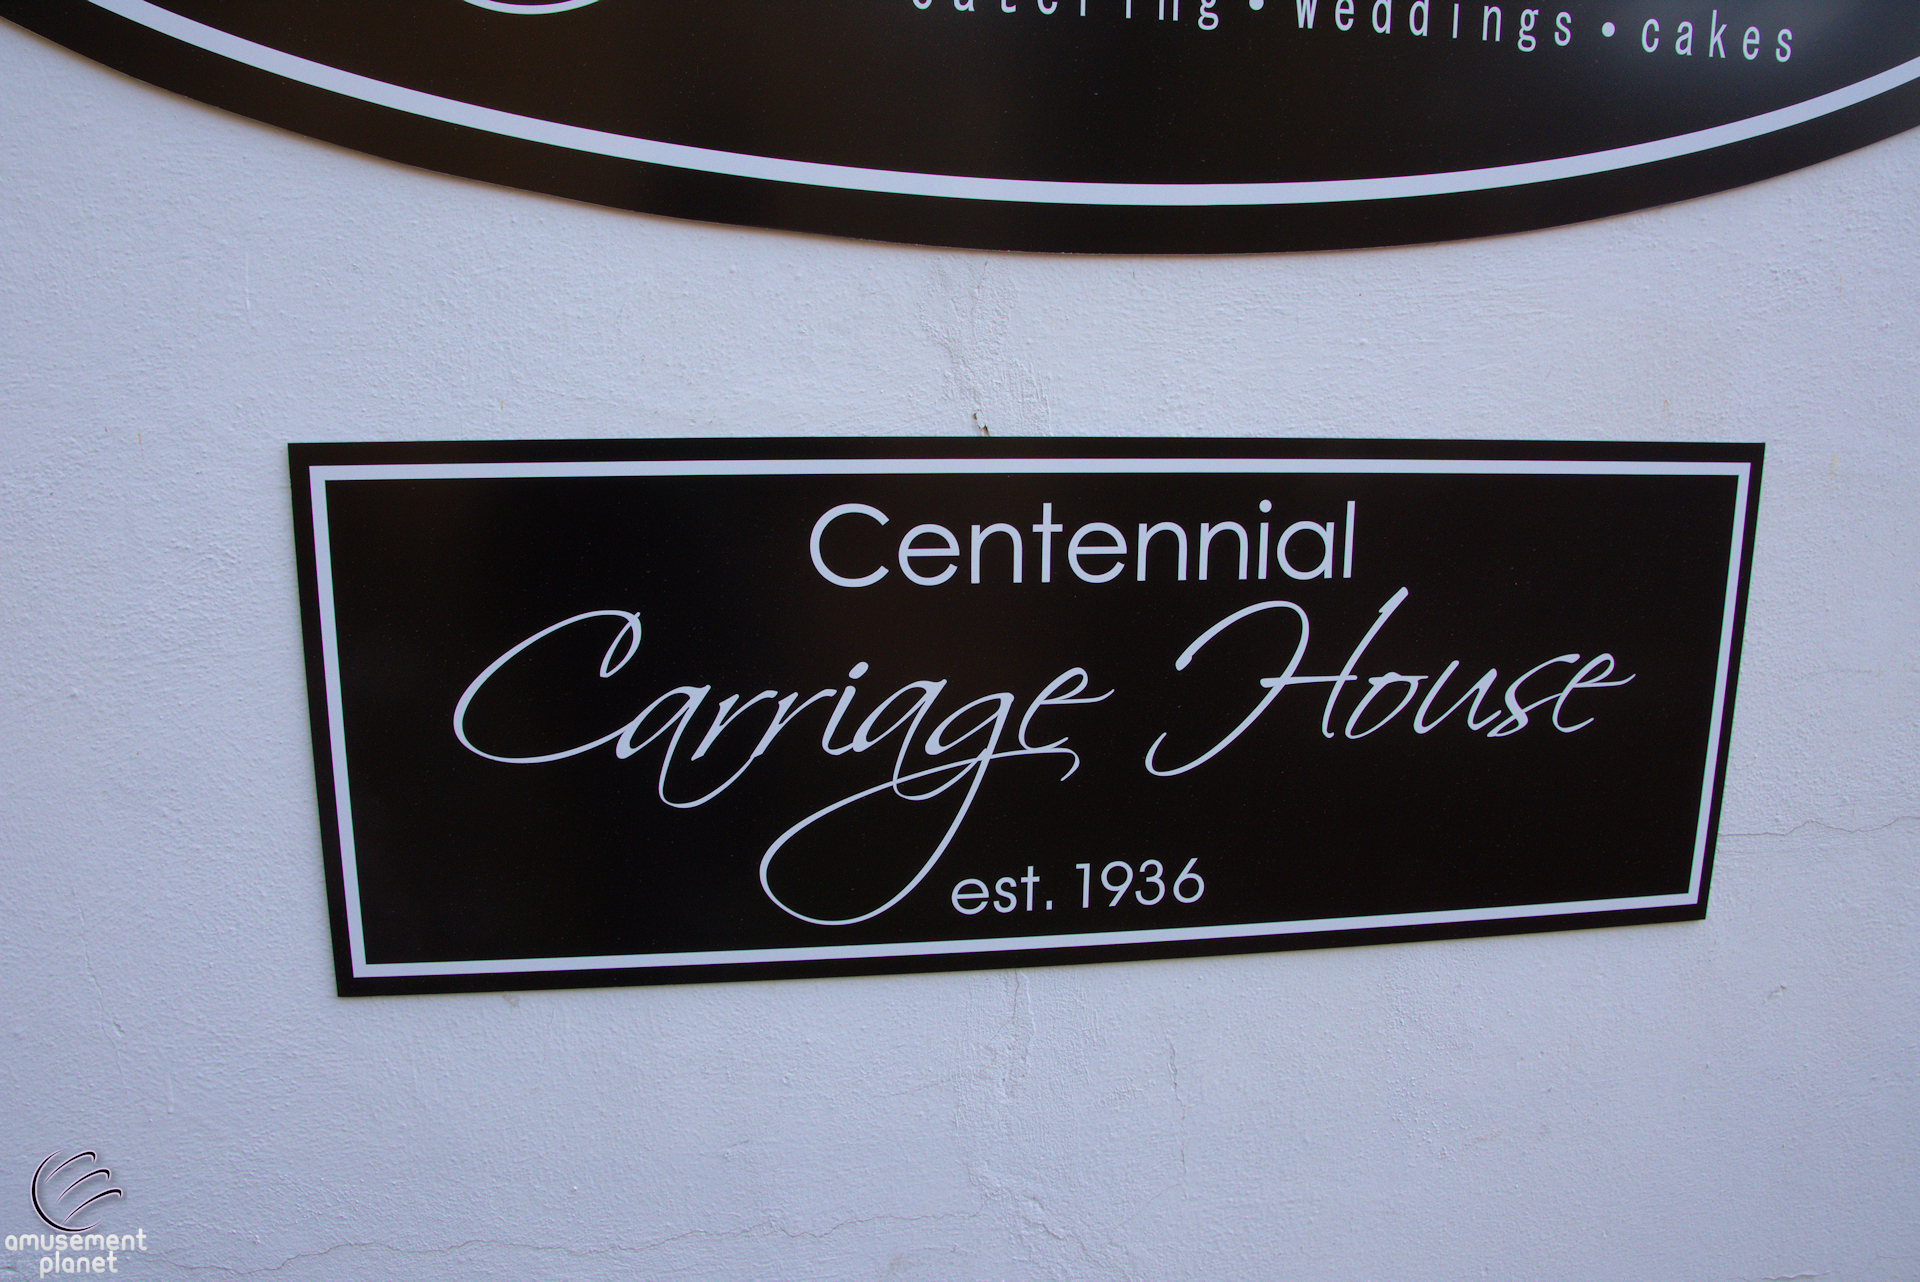 catering • weddings • cakes
Centennial
Carriage House
est. 1936
amusement
planet